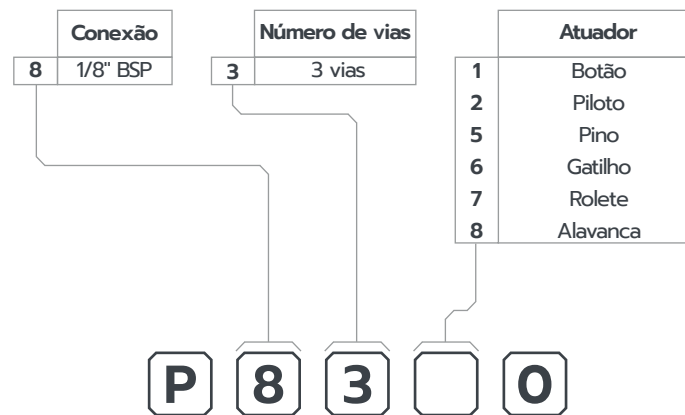 Conexão
8 1/8" BSP
Número de vias
3 3 vias
Atuador
1 Botão
2 Piloto
5 Pino
6 Gatilho
7 Rolete
8 Alavanca
P 8 3 0